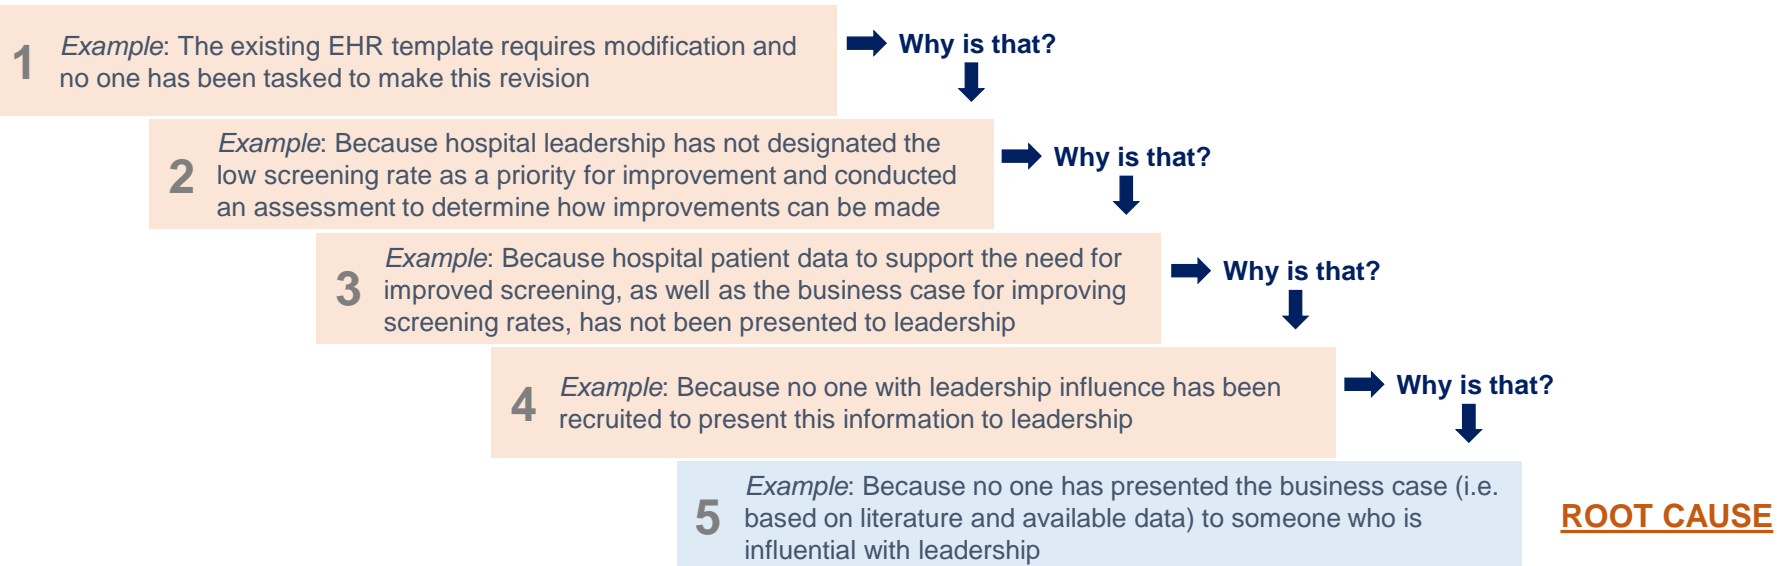 1
Example: The existing EHR template requires modification and
no one has been tasked to make this revision
Why is that?
2
Example: Because hospital leadership has not designated the
low screening rate as a priority for improvement and conducted
an assessment to determine how improvements can be made
Why is that?
3
Example: Because hospital patient data to support the need for
improved screening, as well as the business case for improving
screening rates, has not been presented to leadership
Why is that?
4
Example: Because no one with leadership influence has been
recruited to present this information to leadership
Why is that?
5
Example: Because no one has presented the business case (i.e.
based on literature and available data) to someone who is
influential with leadership
ROOT CAUSE